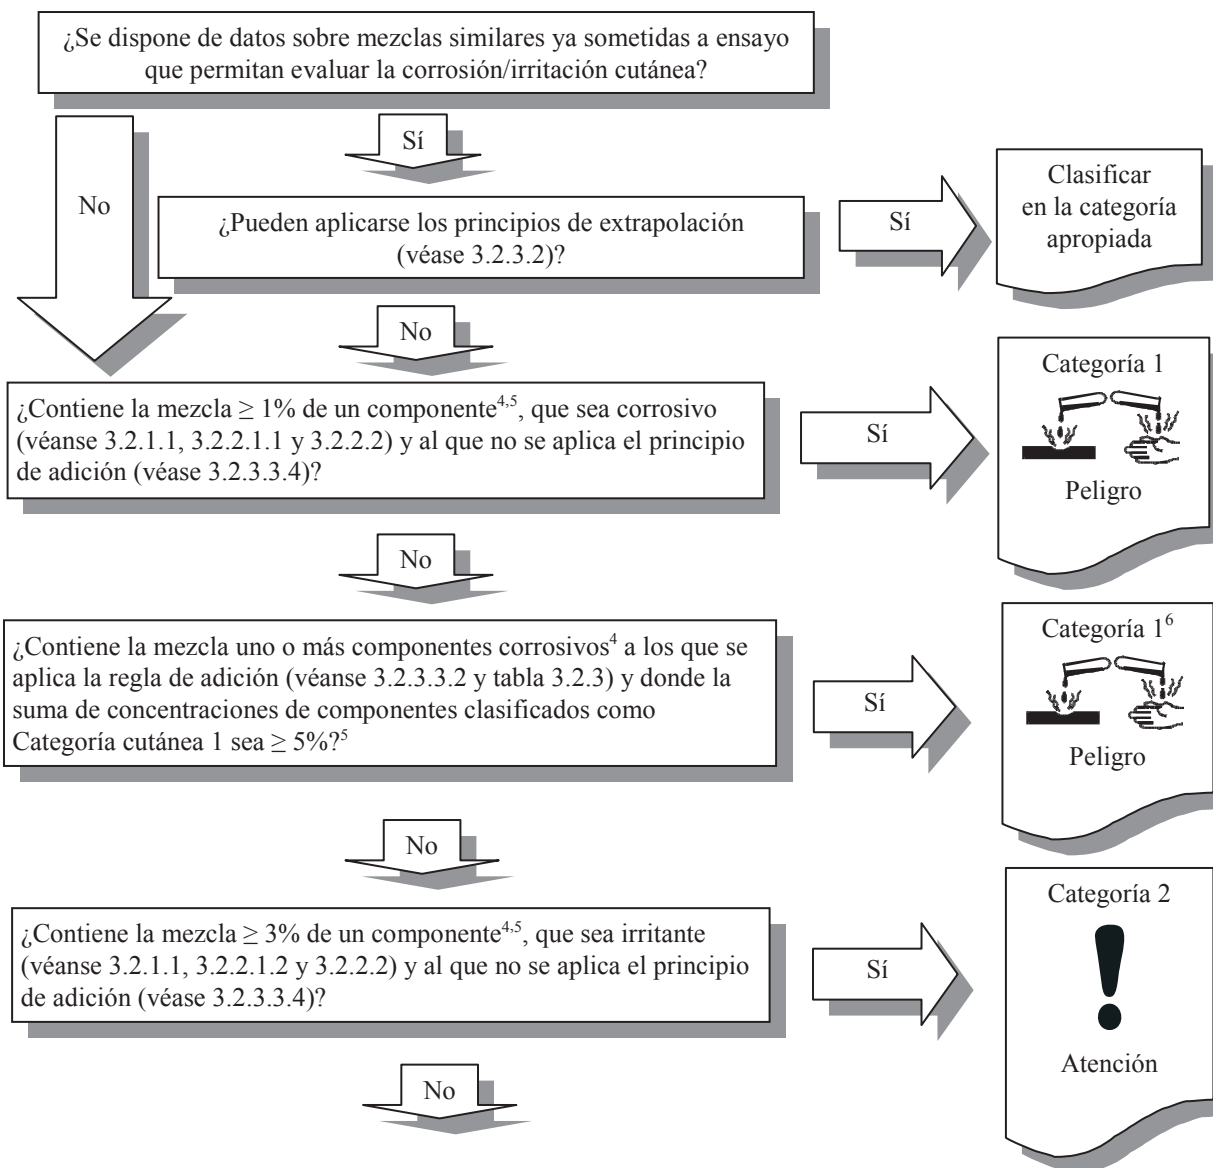 ¿Se dispone de datos sobre mezclas similares ya sometidas a ensayo
que permitan evaluar la corrosión/irritación cutánea?
Sí
No
¿Pueden aplicarse los principios de extrapolación
(véase 3.2.3.2)?
Sí
Clasificar
en la categoría
apropiada
No
¿Contiene la mezcla ≥ 1% de un componente⁴,⁵, que sea corrosivo
(véanse 3.2.1.1, 3.2.2.1.1 y 3.2.2.2) y al que no se aplica el principio
de adición (véase 3.2.3.3.4)?
Sí
Categoría 1
Peligro
No
¿Contiene la mezcla uno o más componentes corrosivos⁴ a los que se
aplica la regla de adición (véanse 3.2.3.3.2 y tabla 3.2.3) y donde la
suma de concentraciones de componentes clasificados como
Categoría cutánea 1 sea ≥ 5%?⁵
Sí
Categoría 1⁶
Peligro
No
¿Contiene la mezcla ≥ 3% de un componente⁴,⁵, que sea irritante
(véanse 3.2.1.1, 3.2.2.1.2 y 3.2.2.2) y al que no se aplica el principio
de adición (véase 3.2.3.3.4)?
Sí
Categoría 2
Atención
No